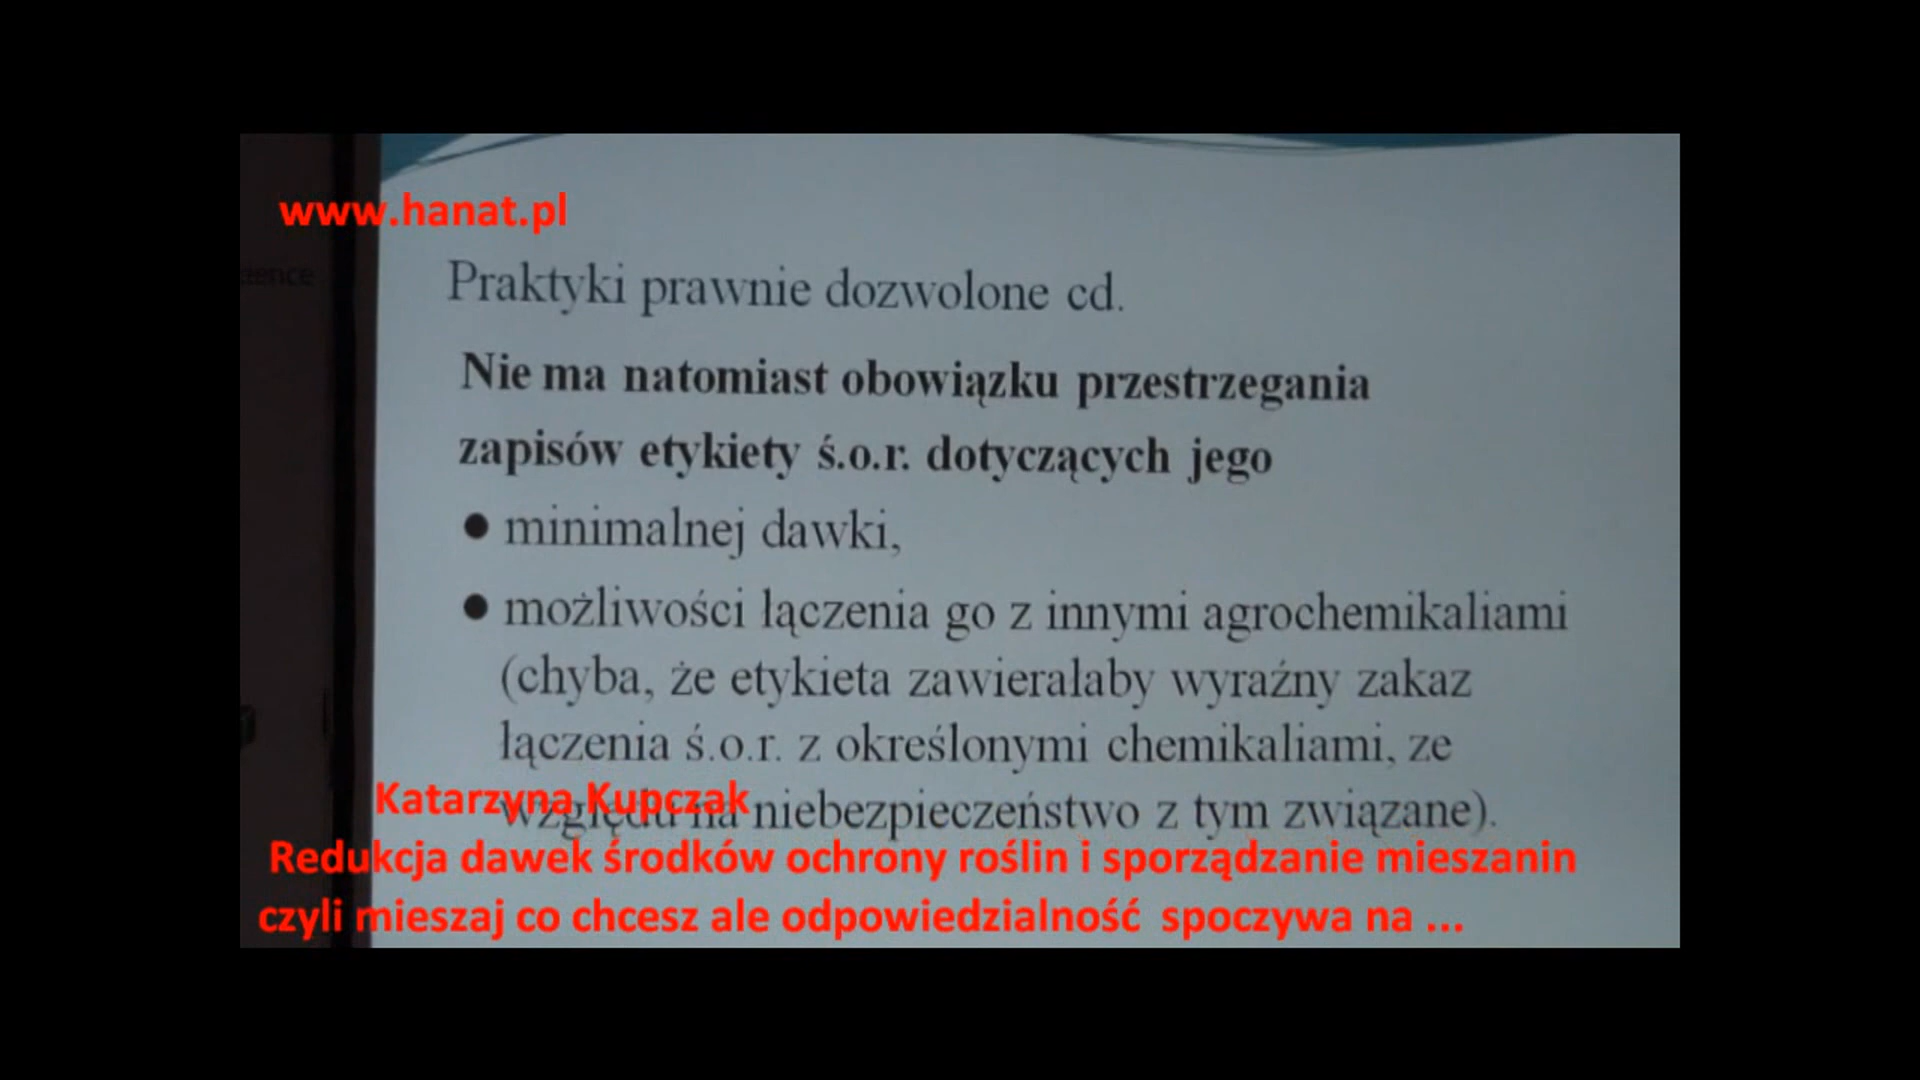 www.hanat.pl
Praktyki prawnie dozwolone cd.
Nie ma natomiast obowiązku przestrzegania
zapisów etykiety ś.o.r. dotyczących jego
● minimalnej dawki,
● możliwości łączenia go z innymi agrochemikaliami
(chyba, że etykieta zawierałaby wyraźny zakaz
łączenia ś.o.r. z określonymi chemikaliami, ze
względu na niebezpieczeństwo z tym związane).
Katarzyna Kupczak
Redukcja dawek środków ochrony roślin i sporządzanie mieszanin
czyli mieszaj co chcesz ale odpowiedzialność spoczywa na ...